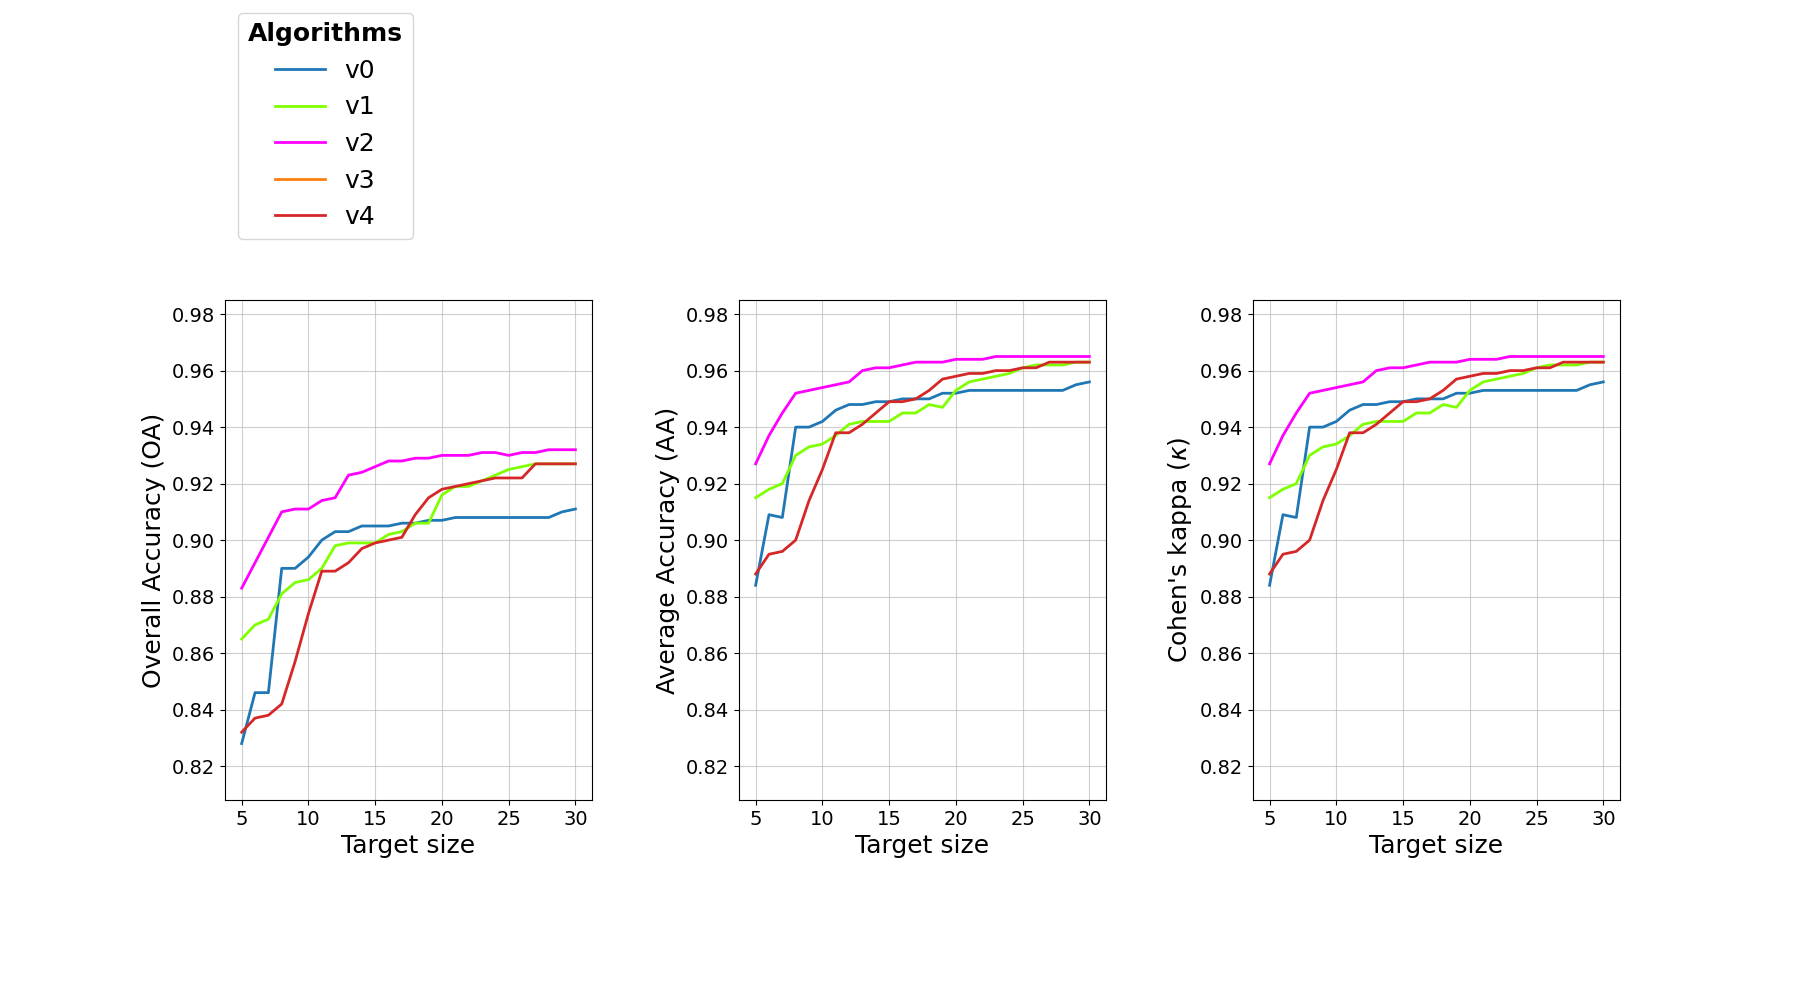 Algorithms
v0
v1
v2
v3
v4
Overall Accuracy (OA)
0.98
0.96
0.94
0.92
0.90
0.88
0.86
0.84
0.82
5 10 15 20 25 30
Target size
Average Accuracy (AA)
0.98
0.96
0.94
0.92
0.90
0.88
0.86
0.84
0.82
5 10 15 20 25 30
Target size
Cohen's kappa (κ)
0.98
0.96
0.94
0.92
0.90
0.88
0.86
0.84
0.82
5 10 15 20 25 30
Target size